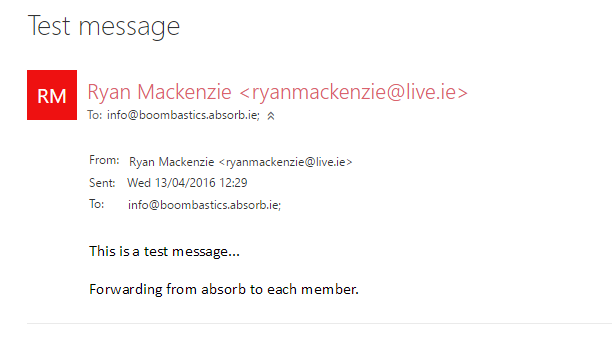 Test message
RM
Ryan Mackenzie <ryanmackenzie@live.ie>
To: info@boombastics.absorb.ie;
From: Ryan Mackenzie <ryanmackenzie@live.ie>
Sent: Wed 13/04/2016 12:29
To: info@boombastics.absorb.ie;
This is a test message...
Forwarding from absorb to each member.